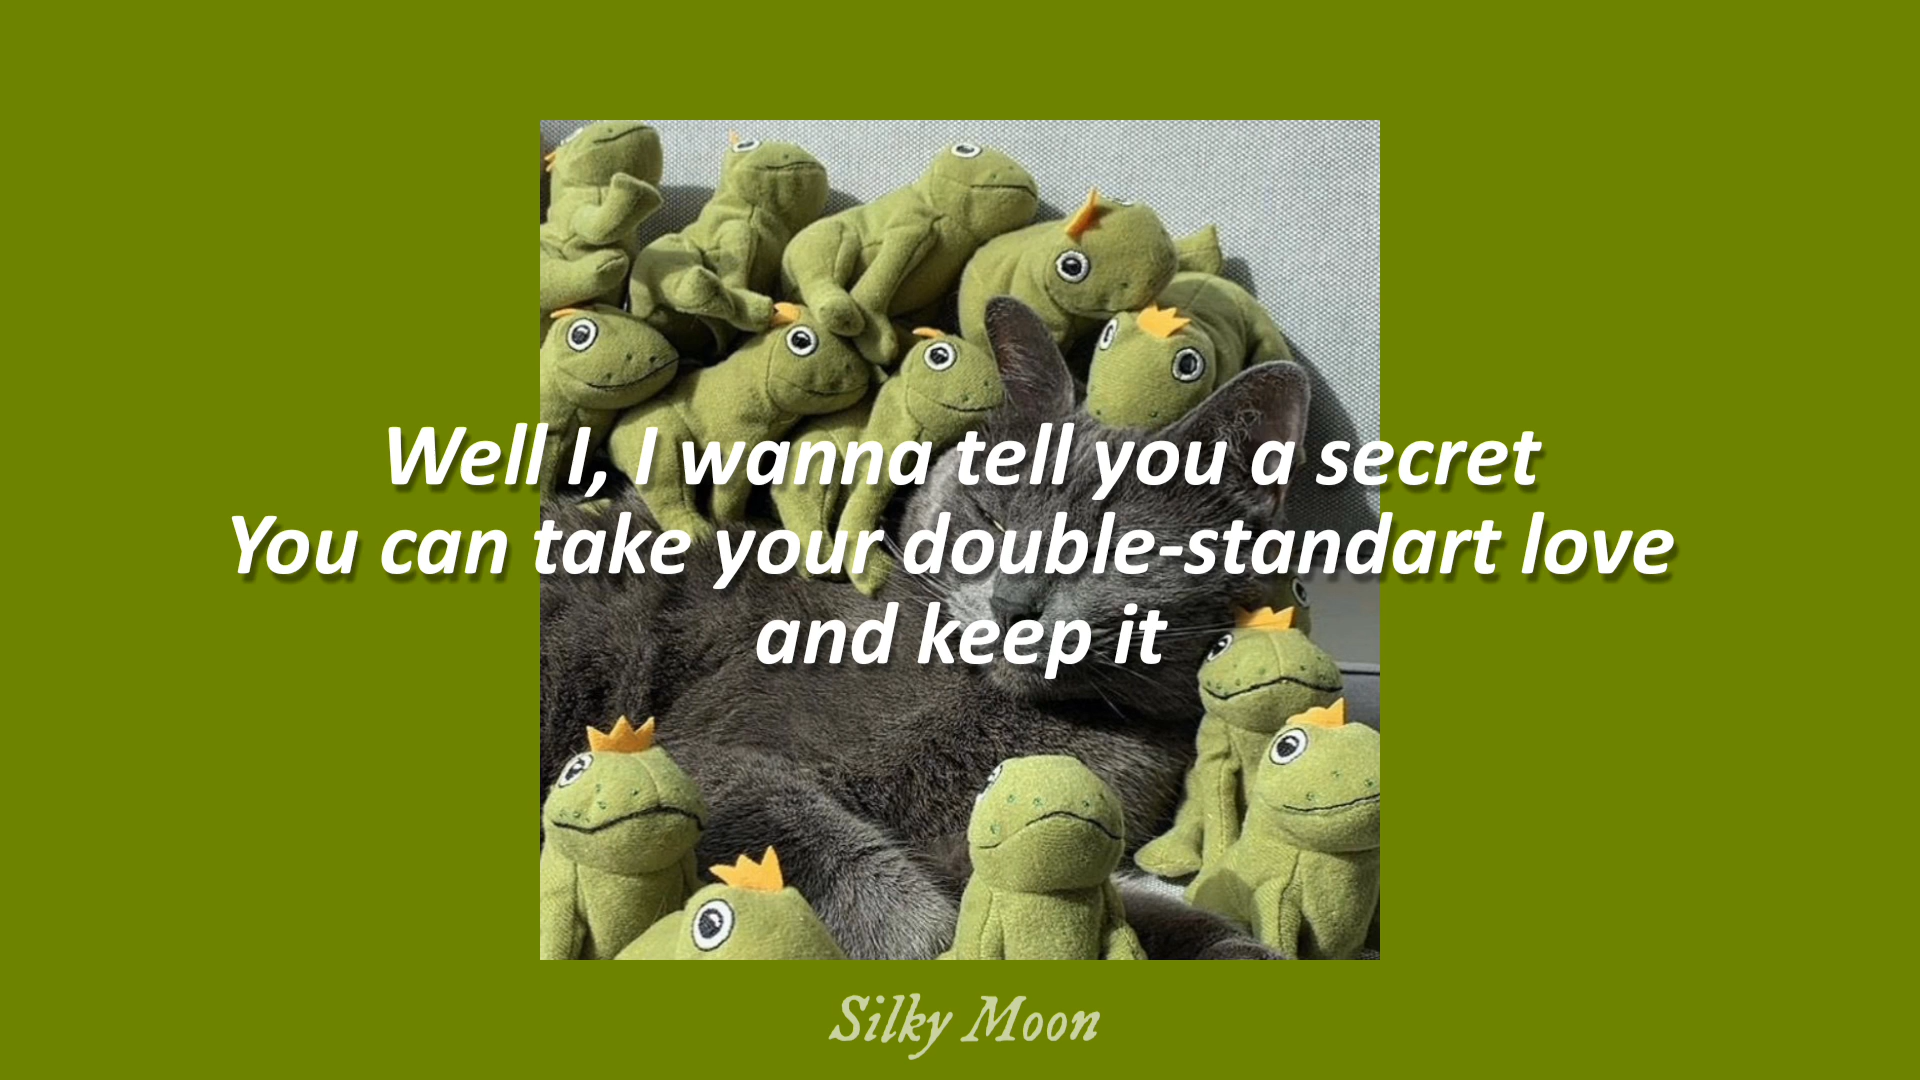 Well I, I wanna tell you a secret
You can take your double-standart love
and keep it
Silky Moon